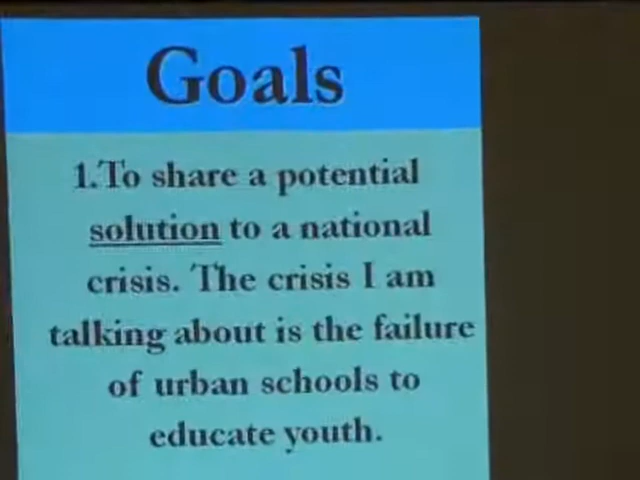 Goals
1.To share a potential
solution to a national
crisis. The crisis I am
talking about is the failure
of urban schools to
educate youth.